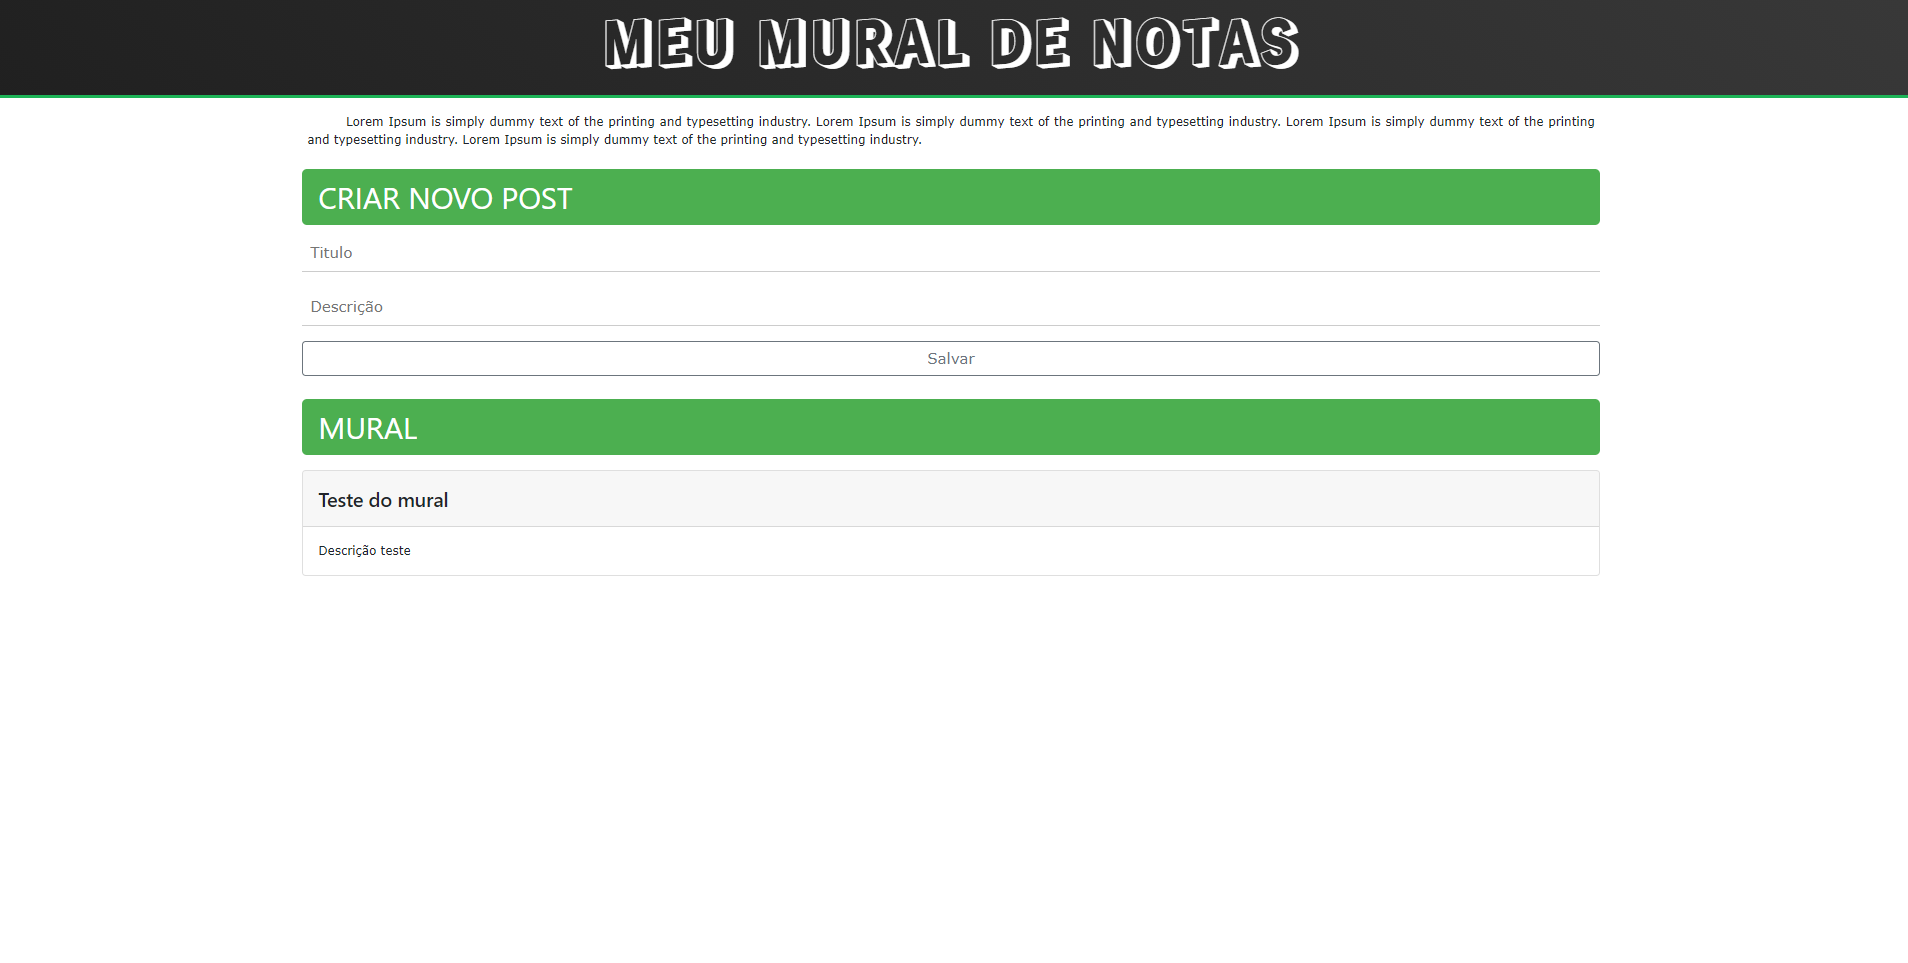 MEU MURAL DE NOTAS
Lorem Ipsum is simply dummy text of the printing and typesetting industry. Lorem Ipsum is simply dummy text of the printing and typesetting industry. Lorem Ipsum is simply dummy text of the printing
and typesetting industry. Lorem Ipsum is simply dummy text of the printing and typesetting industry.
CRIAR NOVO POST
Titulo
Descrição
Salvar
MURAL
Teste do mural
Descrição teste